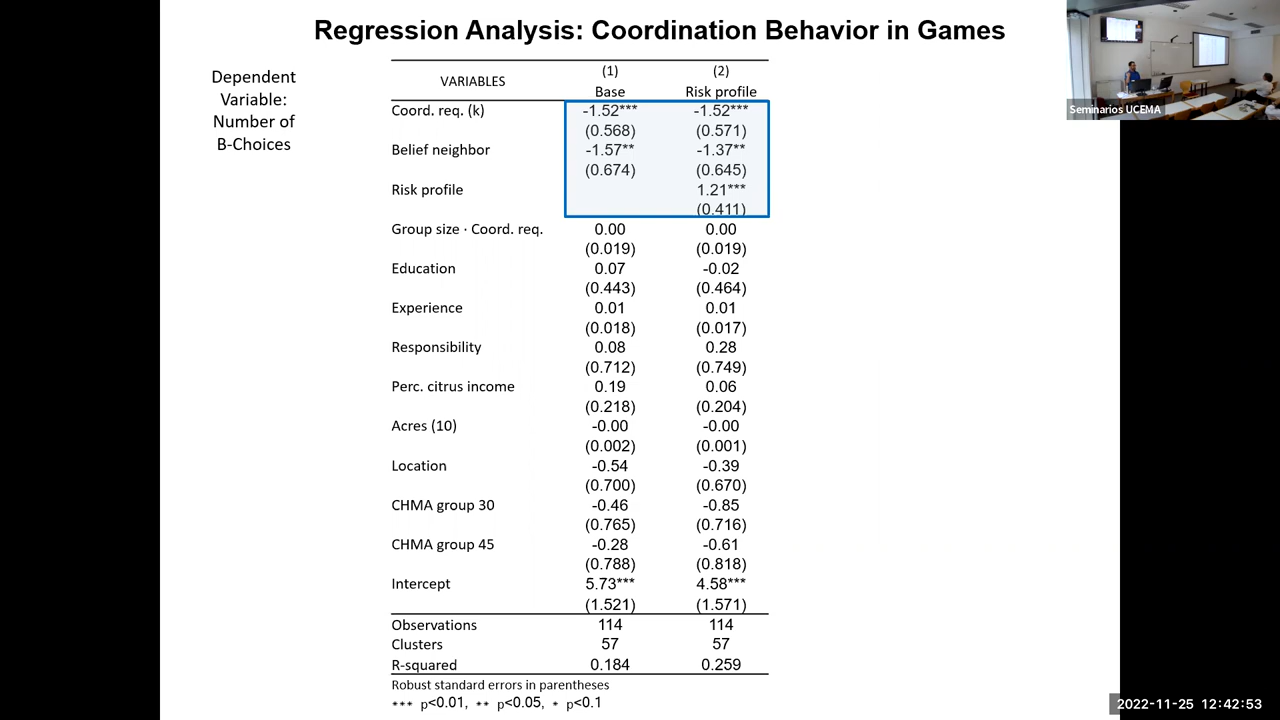 Regression Analysis: Coordination Behavior in Games
Dependent
Variable:
Number of
B-Choices
VARIABLES (1) (2)
Base Risk profile
Coord. req. (k) -1.52*** -1.52***
(0.568) (0.571)
Belief neighbor -1.57** -1.37**
(0.674) (0.645)
Risk profile 1.21***
(0.411)
Group size · Coord. req. 0.00 0.00
(0.019) (0.019)
Education 0.07 -0.02
(0.443) (0.464)
Experience 0.01 0.01
(0.018) (0.017)
Responsibility 0.08 0.28
(0.712) (0.749)
Perc. citrus income 0.19 0.06
(0.218) (0.204)
Acres (10) -0.00 -0.00
(0.002) (0.001)
Location -0.54 -0.39
(0.700) (0.670)
CHMA group 30 -0.46 -0.85
(0.765) (0.716)
CHMA group 45 -0.28 -0.61
(0.788) (0.818)
Intercept 5.73*** 4.58***
(1.521) (1.571)
Observations 114 114
Clusters 57 57
R-squared 0.184 0.259
Robust standard errors in parentheses
*** p<0.01, ** p<0.05, * p<0.1
Seminarios UCEMA
2022-11-25 12:42:53